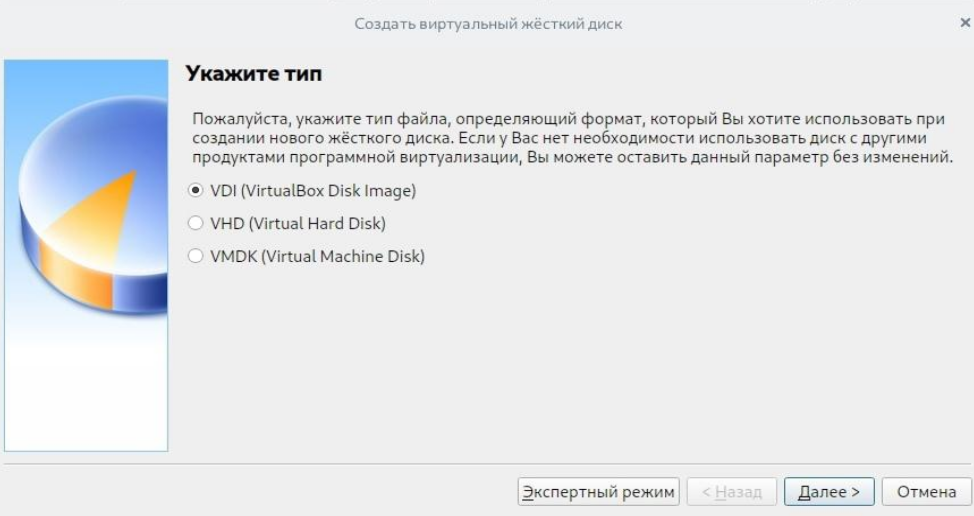 Создать виртуальный жёсткий диск
Укажите тип
Пожалуйста, укажите тип файла, определяющий формат, который Вы хотите использовать при
создании нового жёсткого диска. Если у Вас нет необходимости использовать диск с другими
продуктами программной виртуализации, Вы можете оставить данный параметр без изменений.
VDI (VirtualBox Disk Image)
VHD (Virtual Hard Disk)
VMDK (Virtual Machine Disk)
Экспертный режим < Назад Далее > Отмена